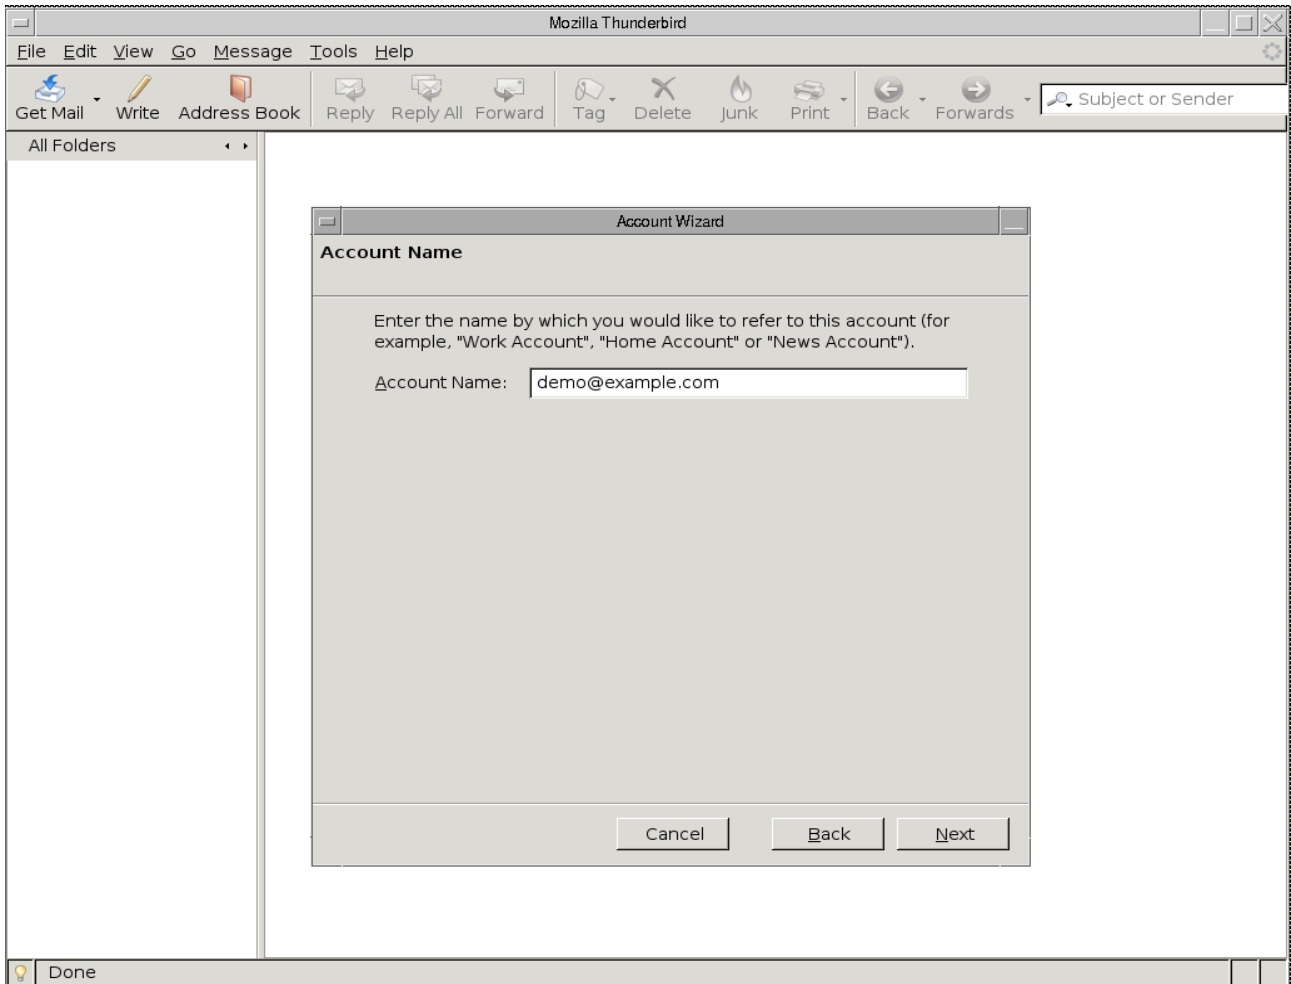 Mozilla Thunderbird
File Edit View Go Message Tools Help
Get Mail Write Address Book Reply Reply All Forward Tag Delete Junk Print Back Forwards Subject or Sender
All Folders
Account Wizard
Account Name
Enter the name by which you would like to refer to this account (for
example, "Work Account", "Home Account" or "News Account").
Account Name: demo@example.com
Cancel Back Next
Done